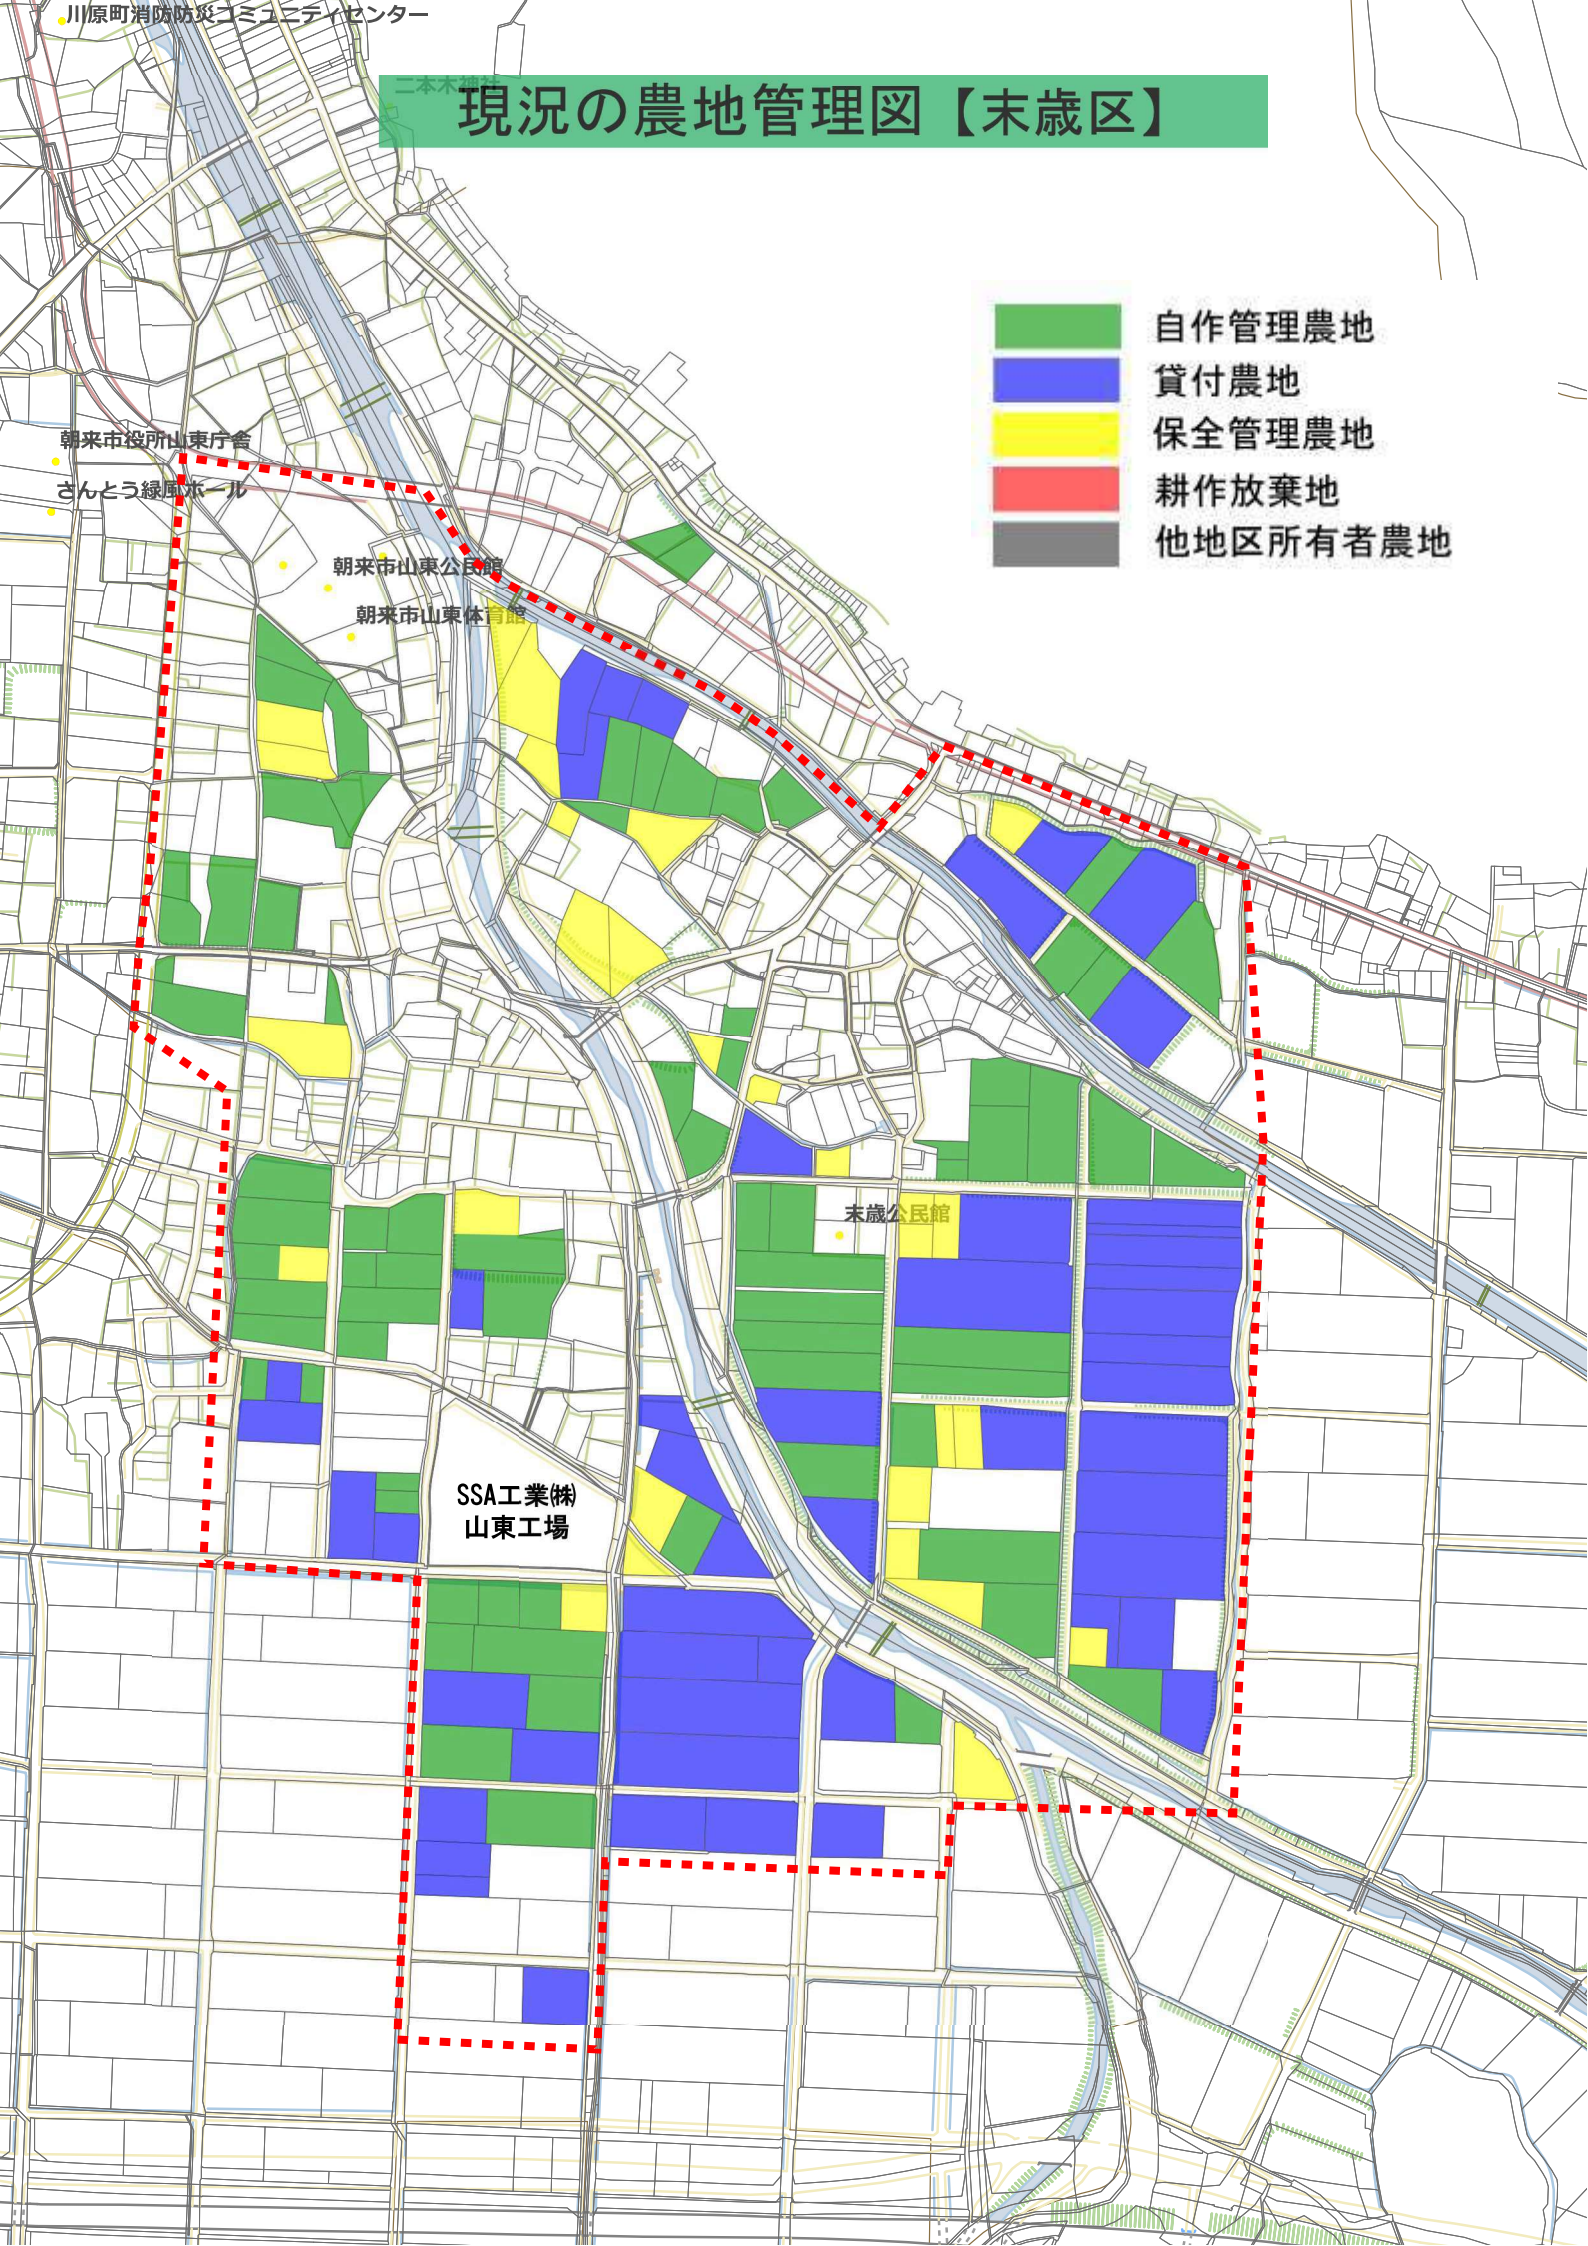 川原町消防防災コミュニティセンター
二本木神社
現況の農地管理図【末歳区】
自作管理農地
貸付農地
保全管理農地
耕作放棄地
他地区所有者農地
朝来市役所山東庁舎
さんとう緑風ホール
朝来市山東公民館
朝来市山東体育館
末歳公民館
SSA工業㈱
山東工場